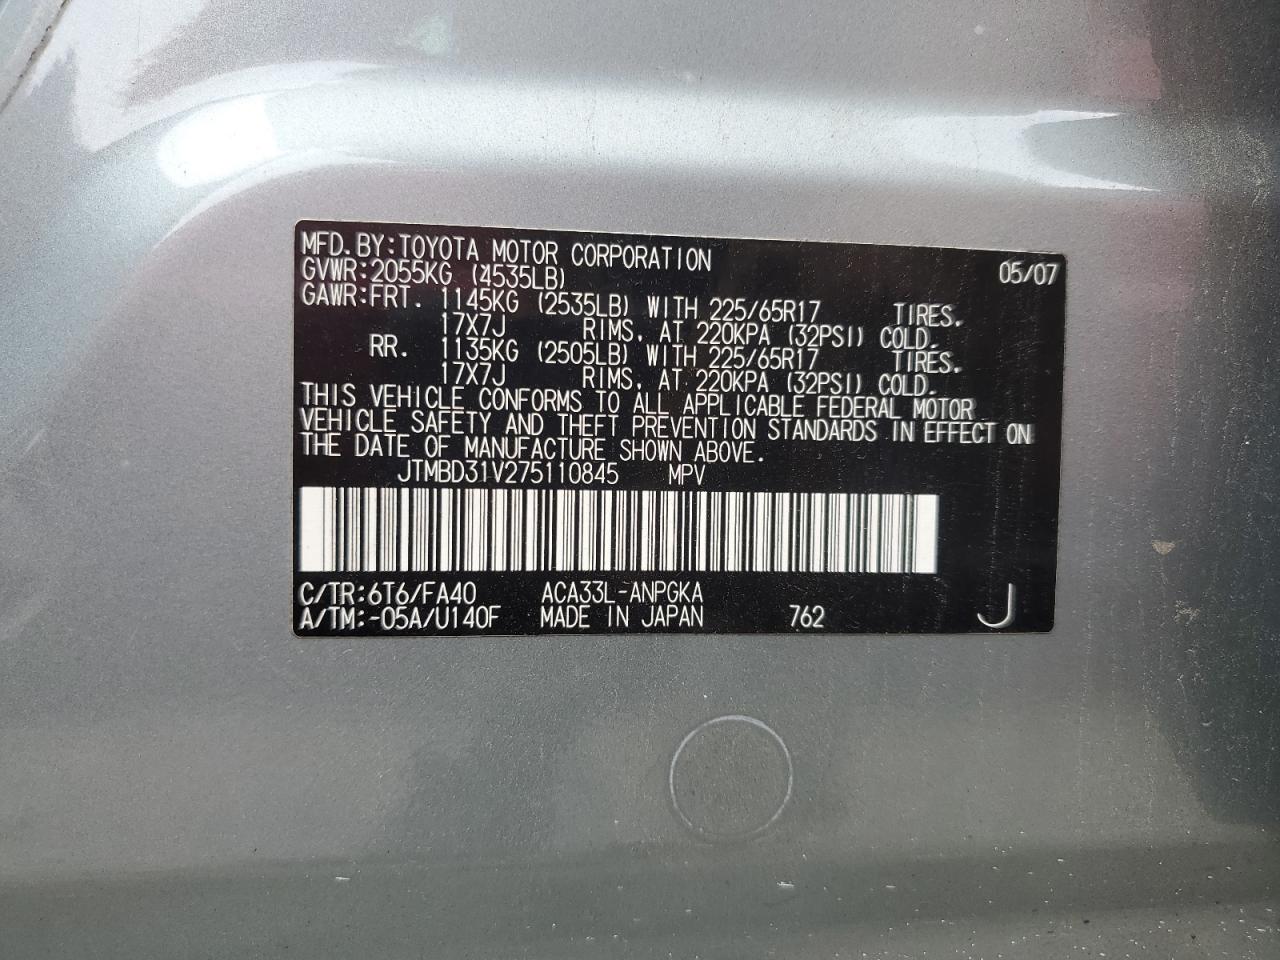 MFD.BY:TOYOTA MOTOR CORPORATION 05/07
GVWR:2055KG (4535LB)
GAWR:FRT. 1145KG (2535LB) WITH 225/65R17 TIRES.
17X7J RIMS, AT 220KPA (32PSI) COLD.
RR. 1135KG (2505LB) WITH 225/65R17 TIRES.
17X7J RIMS, AT 220KPA (32PSI) COLD.
THIS VEHICLE CONFORMS TO ALL APPLICABLE FEDERAL MOTOR
VEHICLE SAFETY AND THEFT PREVENTION STANDARDS IN EFFECT ON
THE DATE OF MANUFACTURE SHOWN ABOVE.
JTMBD31V275110845 MPV
C/TR:6T6/FA40 ACA33L-ANPGKA
A/TM:-05A/U140F MADE IN JAPAN 762 J